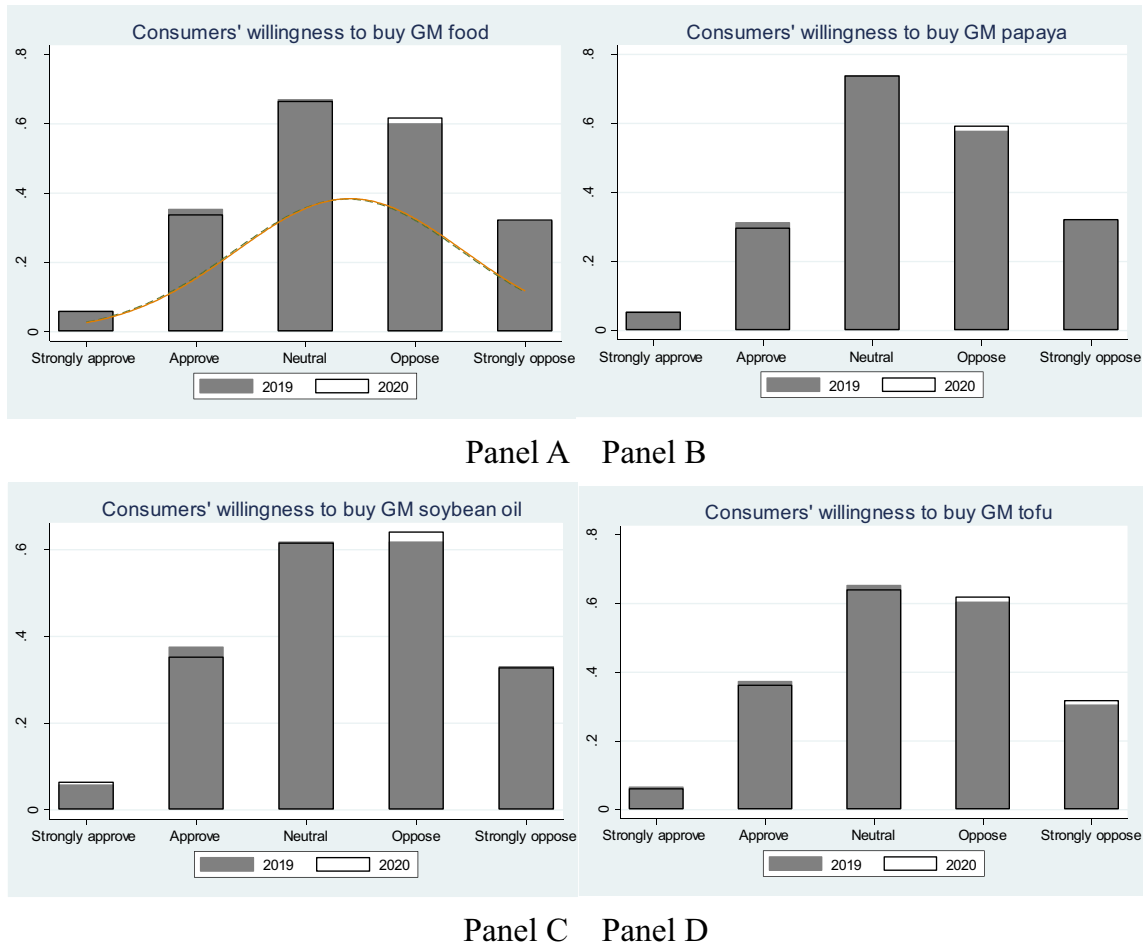 Consumers' willingness to buy GM food
.8
.6
.4
.2
0
Strongly approve Approve Neutral Oppose Strongly oppose
2019 2020
Consumers' willingness to buy GM papaya
.8
.6
.4
.2
0
Strongly approve Approve Neutral Oppose Strongly oppose
2019 2020
Panel A Panel B
Consumers' willingness to buy GM soybean oil
.6
.4
.2
0
Strongly approve Approve Neutral Oppose Strongly oppose
2019 2020
Consumers' willingness to buy GM tofu
.8
.6
.4
.2
0
Strongly approve Approve Neutral Oppose Strongly oppose
2019 2020
Panel C Panel D